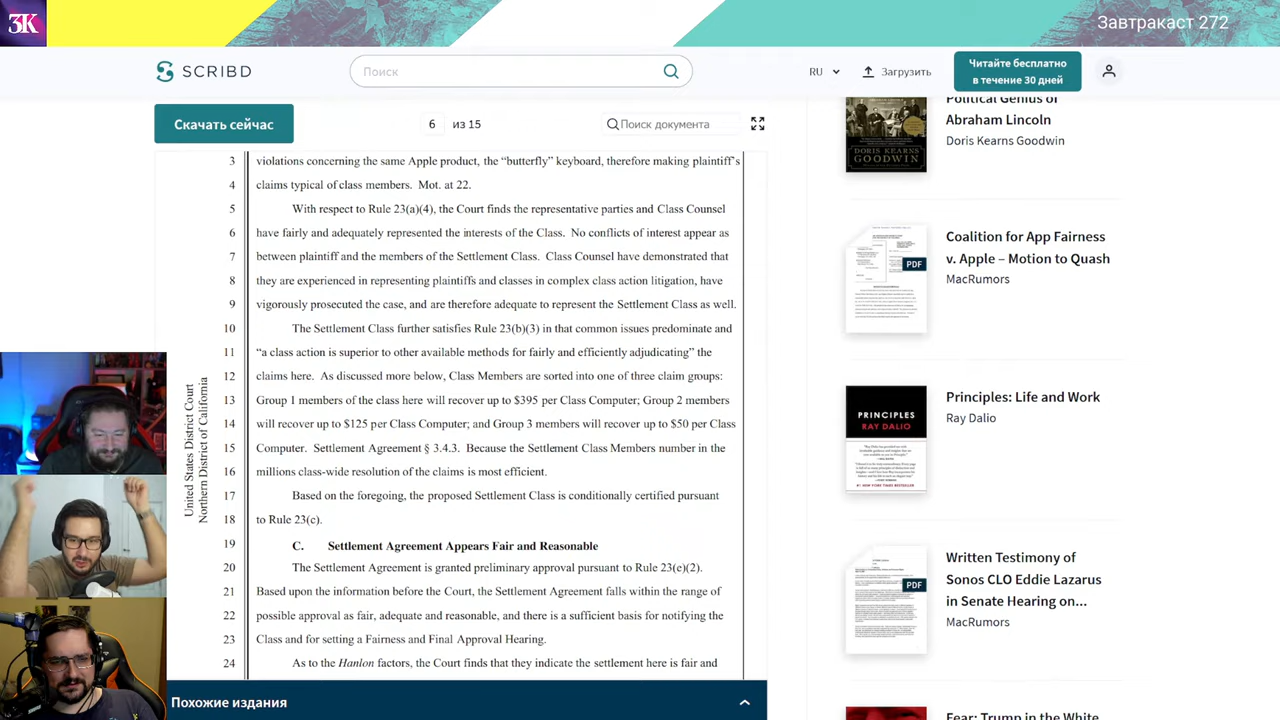 3K
Завтракаст 272
SCRIBD
Поиск
RU
Загрузить
Читайте бесплатно
в течение 30 дней
Скачать сейчас
6 из 15
Поиск документа
3 violations concerning the same Apple product, the “butterfly” keyboard, therefore making plaintiff’s
4 claims typical of class members. Mot. at 22.
5 With respect to Rule 23(a)(4), the Court finds the representative parties and Class Counsel
6 have fairly and adequately represented the interests of the Class. No conflicts of interest appear as
7 between plaintiff and the members of the Settlement Class. Class Counsel have demonstrated that
8 they are experienced in representing plaintiffs and classes in complex class action litigation, have
9 vigorously prosecuted the case, and are therefore adequate to represent the Settlement Class as well.
10 The Settlement Class further satisfies Rule 23(b)(3) in that common issues predominate and
11 “a class action is superior to other available methods for fairly and efficiently adjudicating” the
12 claims here. As discussed more below, Class Members are sorted into one of three claim groups:
13 Group 1 members of the class here will recover up to $395 per Class Computer; Group 2 members
14 will recover up to $125 per Class Computer; and Group 3 members will recover up to $50 per Class
15 Computer. Settlement Agreement § 3.4.3. Because the Settlement Class Members number in the
16 millions class-wide resolution of the claims is most efficient.
17 Based on the foregoing, the proposed Settlement Class is conditionally certified pursuant
18 to Rule 23(c).
19 C. Settlement Agreement Appears Fair and Reasonable
20 The Settlement Agreement is granted preliminary approval pursuant to Rule 23(e)(2).
21 Based upon the information before the Court, the Settlement Agreement falls within the range of
22 possible approval as fair, adequate and reasonable, and there is a sufficient basis for notifying the
23 Class and for setting a Fairness and Final Approval Hearing.
24 As to the Hanlon factors, the Court finds that they indicate the settlement here is fair and
United States District Court
Northern District of California
Похожие издания
Political Genius of
Abraham Lincoln
Doris Kearns Goodwin
DORIS KEARNS
GOODWIN
Coalition for App Fairness
v. Apple – Motion to Quash
MacRumors
PDF
Principles: Life and Work
Ray Dalio
PRINCIPLES
RAY DALIO
Written Testimony of
Sonos CLO Eddie Lazarus
in Senate Hearing on...
MacRumors
PDF
Fear: Trump in the White